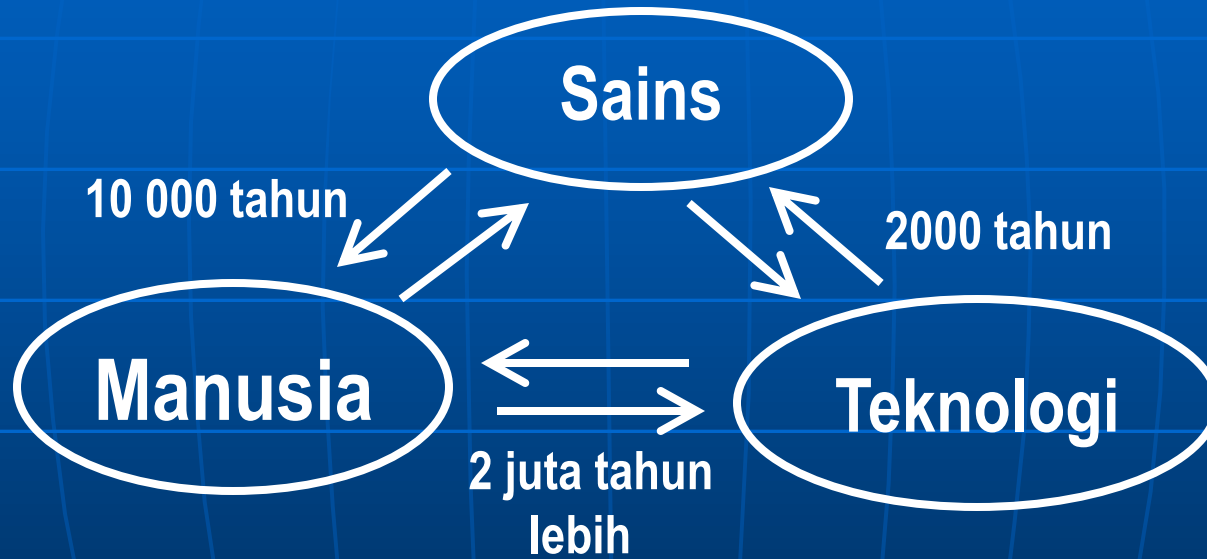 Sains
10 000 tahun
2000 tahun
Manusia
Teknologi
2 juta tahun
lebih